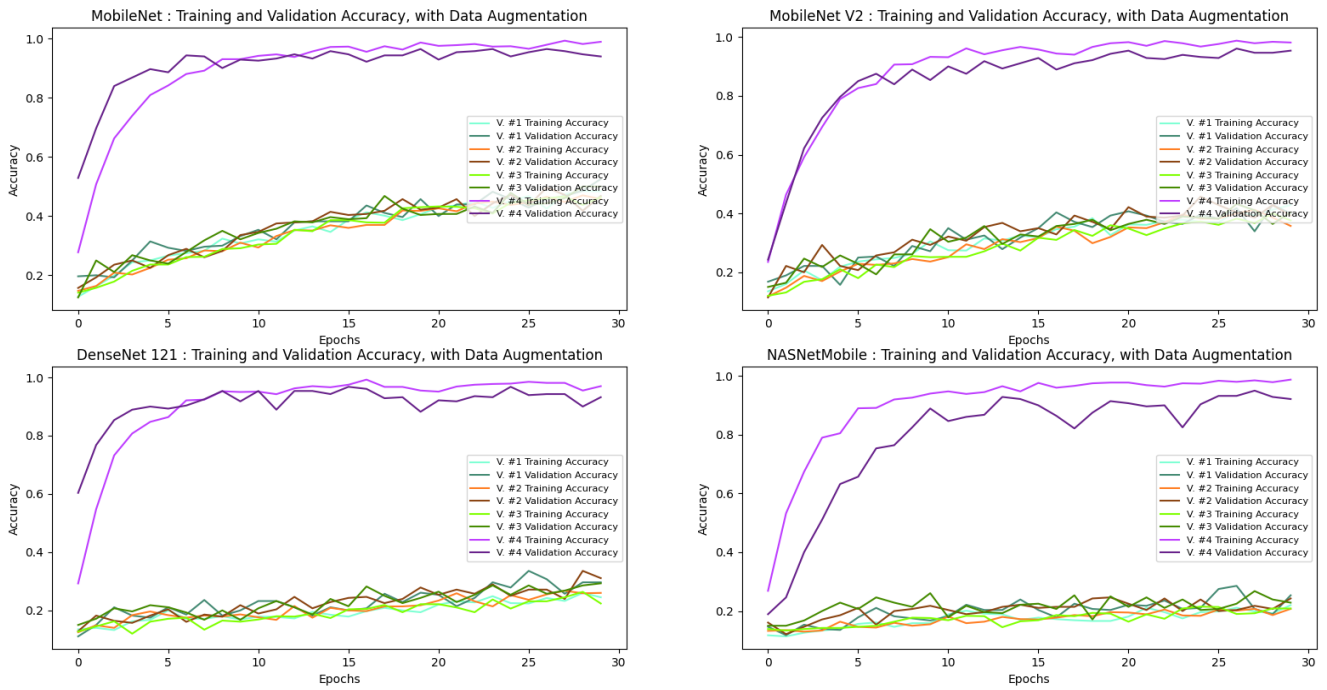 MobileNet : Training and Validation Accuracy, with Data Augmentation
1.0
0.8
0.6
0.4
0.2
Accuracy
V. #1 Training Accuracy
V. #1 Validation Accuracy
V. #2 Training Accuracy
V. #2 Validation Accuracy
V. #3 Training Accuracy
V. #3 Validation Accuracy
V. #4 Training Accuracy
V. #4 Validation Accuracy
0 5 10 15 20 25 30
Epochs
MobileNet V2 : Training and Validation Accuracy, with Data Augmentation
1.0
0.8
0.6
0.4
0.2
Accuracy
V. #1 Training Accuracy
V. #1 Validation Accuracy
V. #2 Training Accuracy
V. #2 Validation Accuracy
V. #3 Training Accuracy
V. #3 Validation Accuracy
V. #4 Training Accuracy
V. #4 Validation Accuracy
0 5 10 15 20 25 30
Epochs
DenseNet 121 : Training and Validation Accuracy, with Data Augmentation
1.0
0.8
0.6
0.4
0.2
Accuracy
V. #1 Training Accuracy
V. #1 Validation Accuracy
V. #2 Training Accuracy
V. #2 Validation Accuracy
V. #3 Training Accuracy
V. #3 Validation Accuracy
V. #4 Training Accuracy
V. #4 Validation Accuracy
0 5 10 15 20 25 30
Epochs
NASNetMobile : Training and Validation Accuracy, with Data Augmentation
1.0
0.8
0.6
0.4
0.2
Accuracy
V. #1 Training Accuracy
V. #1 Validation Accuracy
V. #2 Training Accuracy
V. #2 Validation Accuracy
V. #3 Training Accuracy
V. #3 Validation Accuracy
V. #4 Training Accuracy
V. #4 Validation Accuracy
0 5 10 15 20 25 30
Epochs